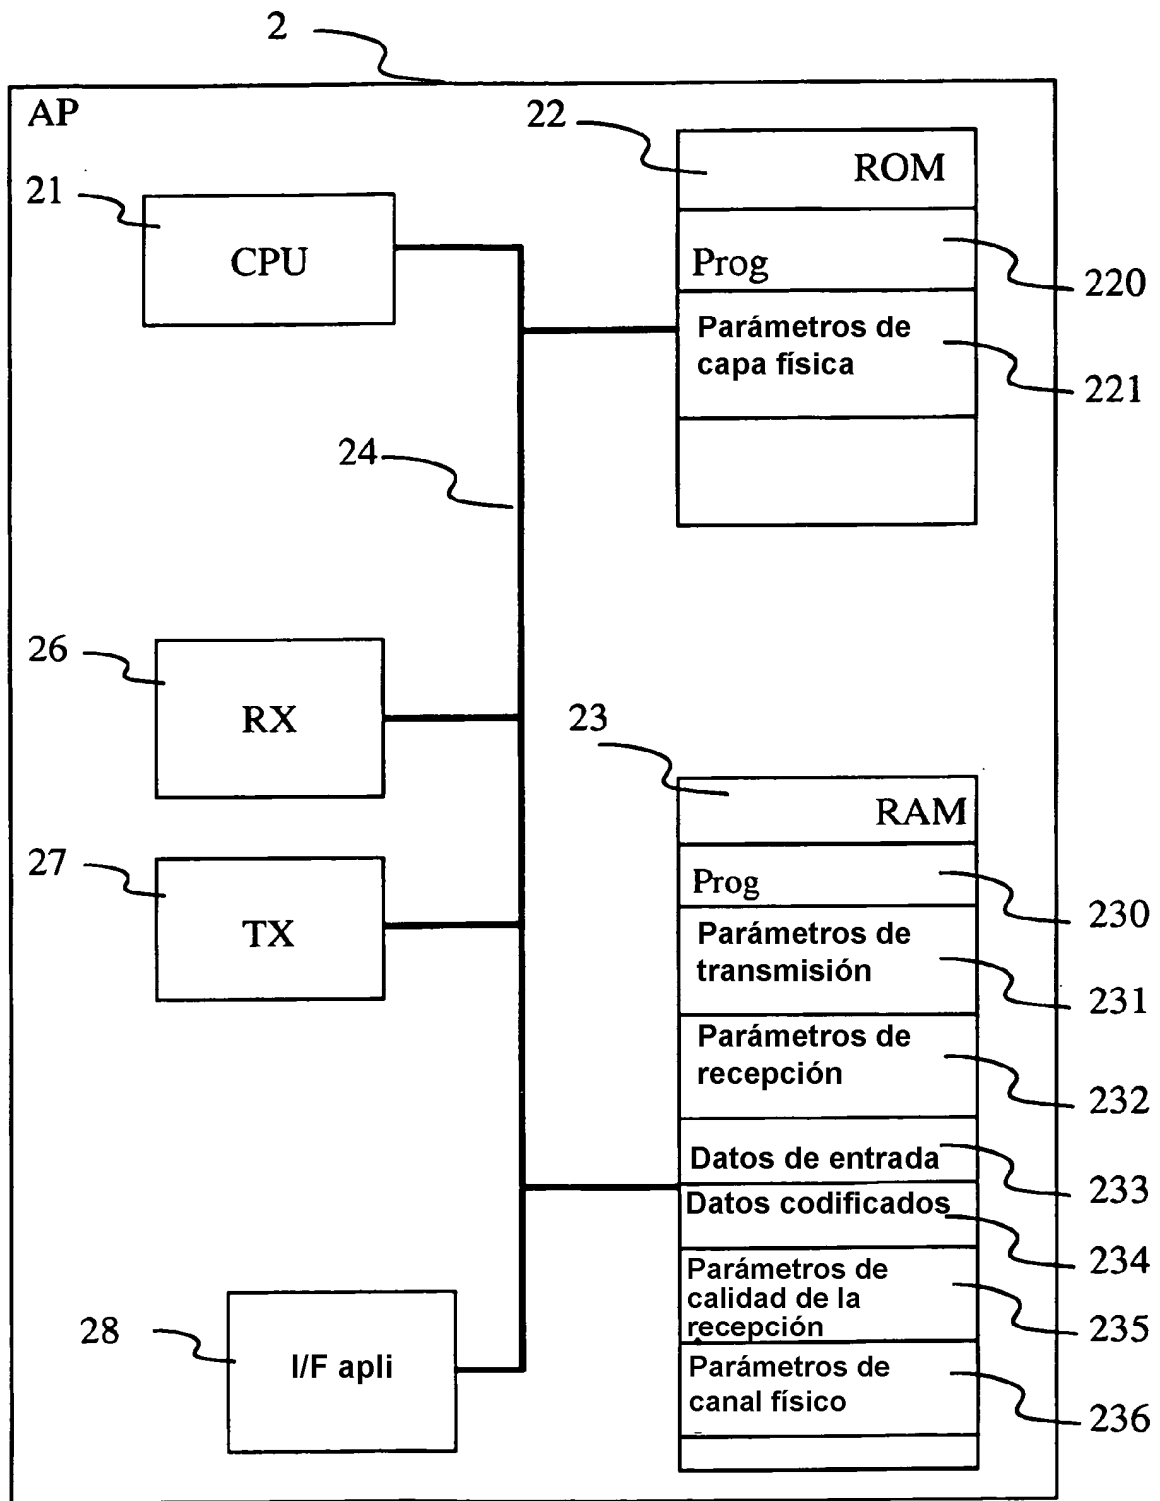 2
AP
22
ROM
21
CPU
Prog
220
Parámetros de
capa física
221
24
26
RX
23
RAM
27
TX
Prog
230
Parámetros de
transmisión
231
Parámetros de
recepción
232
Datos de entrada
233
Datos codificados
234
Parámetros de
calidad de la
recepción
235
28
I/F apli
Parámetros de
canal físico
236